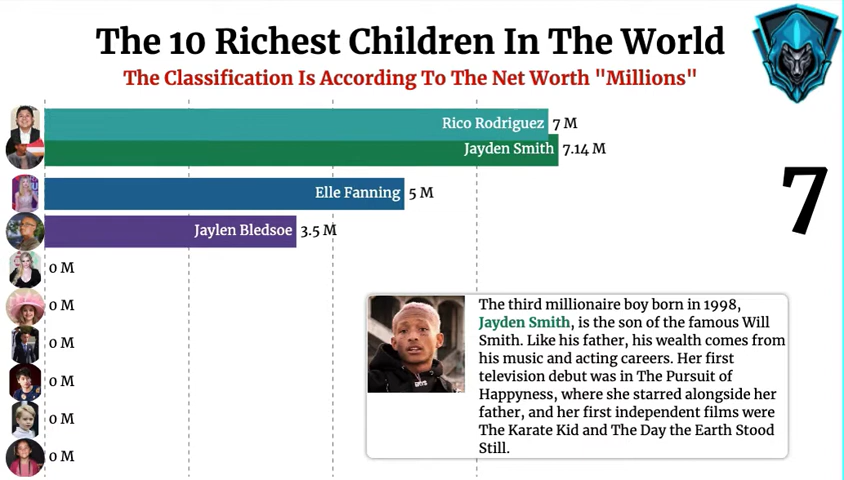 The 10 Richest Children In The World
The Classification Is According To The Net Worth "Millions"
Rico Rodriguez 7 M
Jayden Smith 7.14 M
7
Elle Fanning 5 M
Jaylen Bledsoe 3.5 M
0 M
0 M
0 M
0 M
0 M
0 M
The third millionaire boy born in 1998,
Jayden Smith, is the son of the famous Will
Smith. Like his father, his wealth comes from
his music and acting careers. Her first
television debut was in The Pursuit of
Happyness, where she starred alongside her
father, and her first independent films were
The Karate Kid and The Day the Earth Stood
Still.